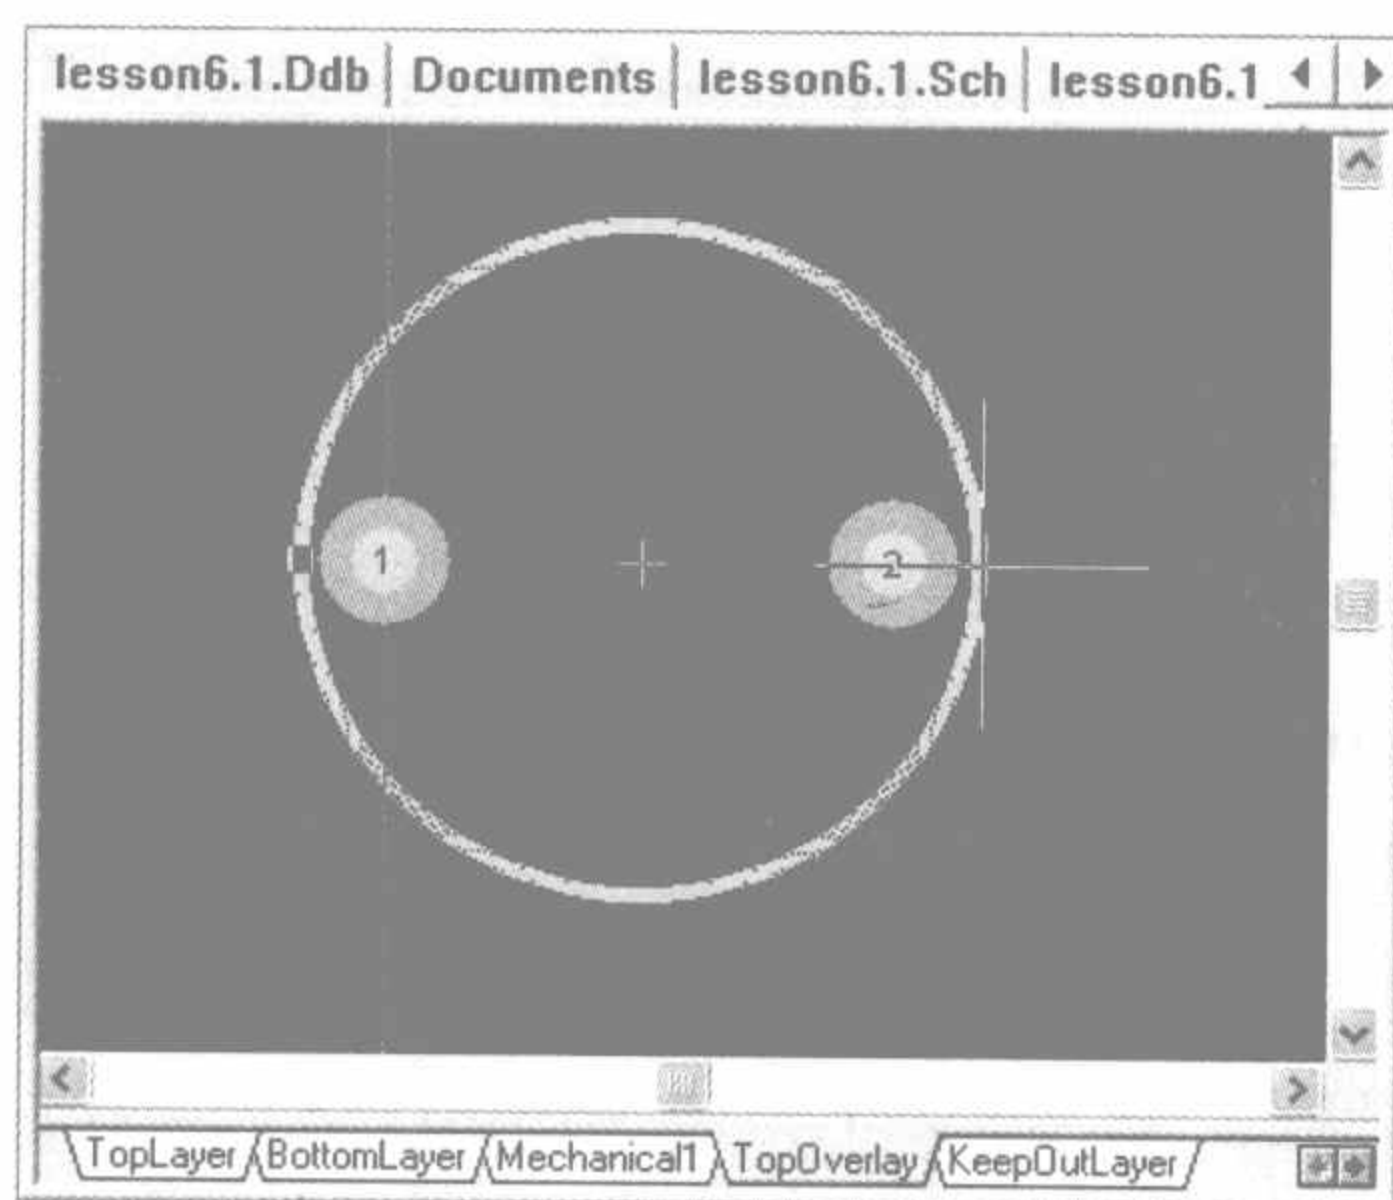 lesson6.1.Ddb Documents lesson6.1.Sch lesson6.1
1 2
TopLayer BottomLayer Mechanical1 TopOverlay KeepOutLayer